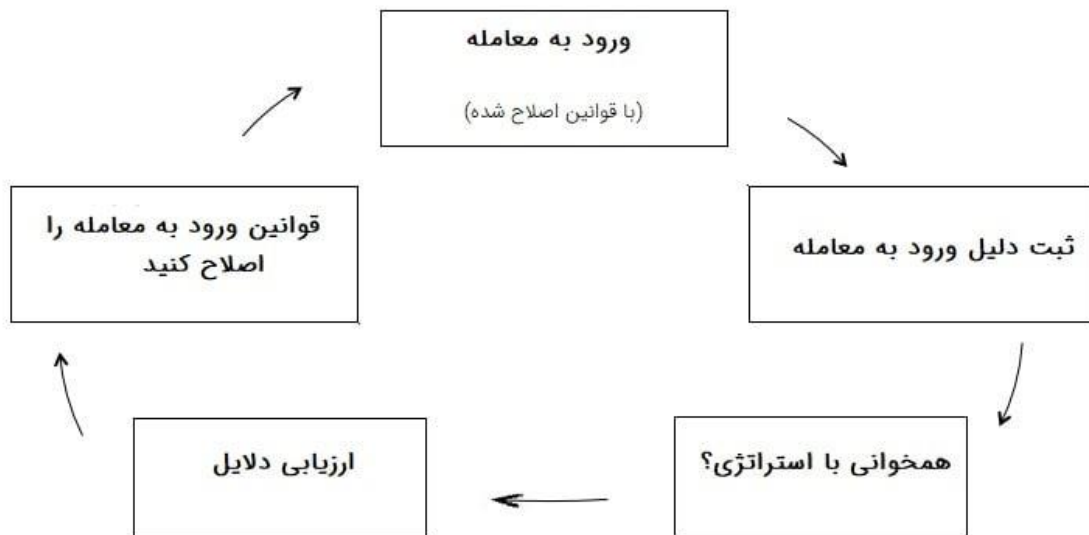 ورود به معامله
(با قوانین اصلاح شده)
ثبت دلیل ورود به معامله
همخوانی با استراتژی؟
ارزیابی دلایل
قوانین ورود به معامله را
اصلاح کنید